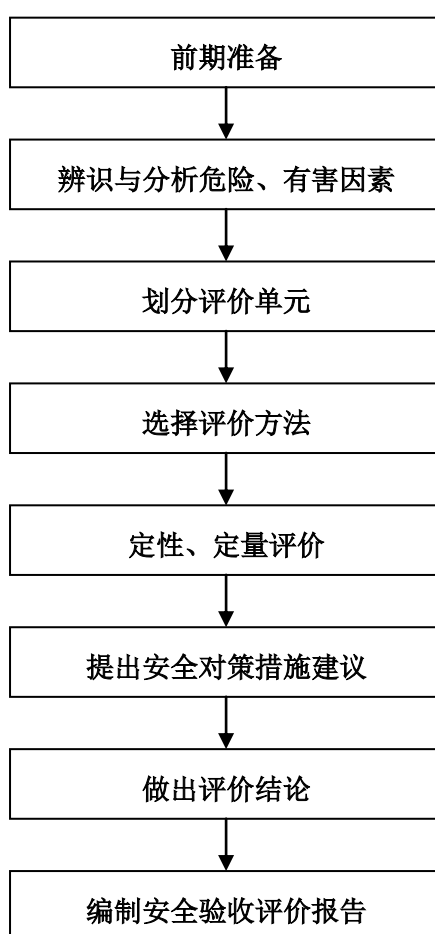 前期准备
辨识与分析危险、有害因素
划分评价单元
选择评价方法
定性、定量评价
提出安全对策措施建议
做出评价结论
编制安全验收评价报告